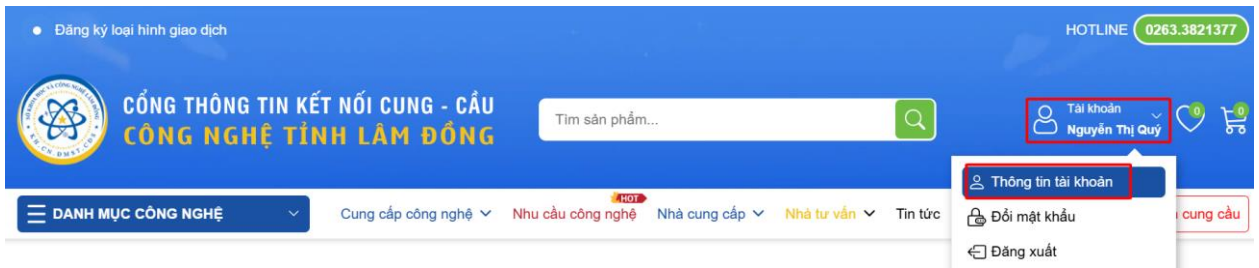 Đăng ký loại hình giao dịch
HOTLINE 0263.3821377
CỔNG THÔNG TIN KẾT NỐI CUNG - CẦU
CÔNG NGHỆ TỈNH LÂM ĐỒNG
Tìm sản phẩm...
Tài khoản
Nguyễn Thị Quý
0
0
Thông tin tài khoản
DANH MỤC CÔNG NGHỆ
Cung cấp công nghệ
Nhu cầu công nghệ
HOT
Nhà cung cấp
Nhà tư vấn
Tin tức
Đổi mật khẩu
cung cầu
Đăng xuất